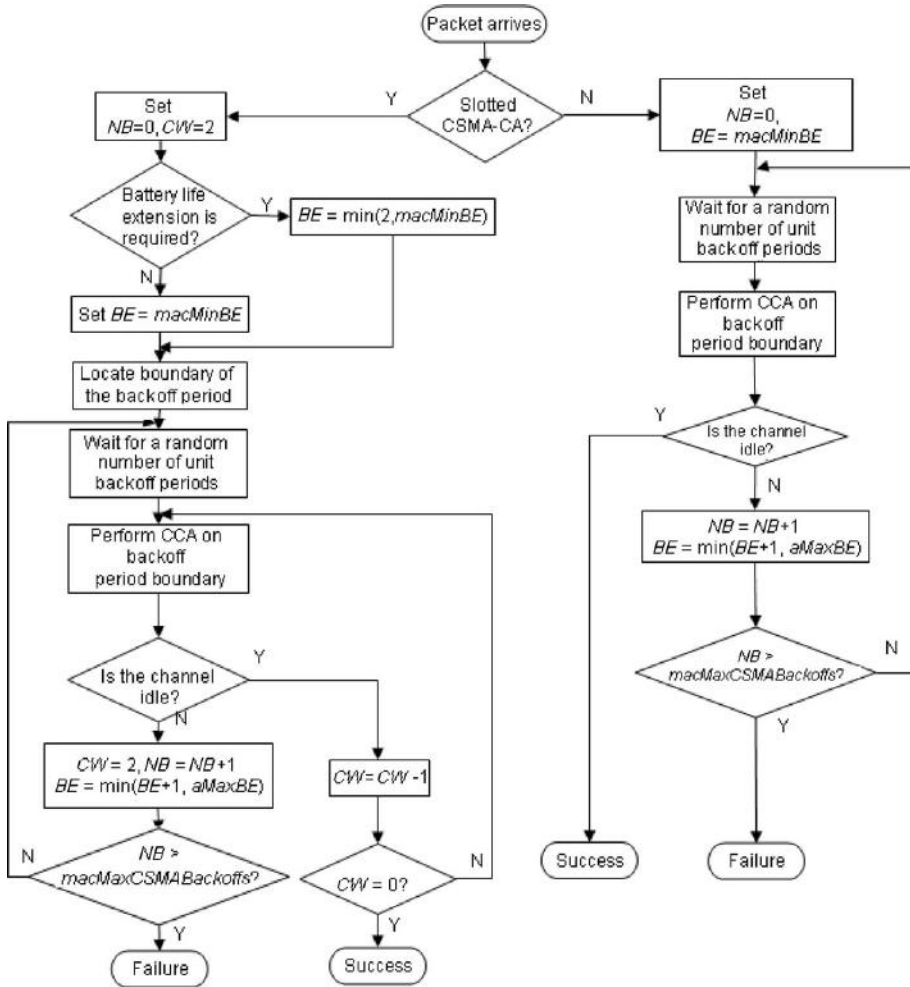 Packet arrives
Slotted
CSMA-CA?
Y
N
Set
NB=0, CW=2
Battery life
extension is
required?
Y
BE = min(2,macMinBE)
N
Set BE = macMinBE
Locate boundary of
the backoff period
Wait for a random
number of unit
backoff periods
Perform CCA on
backoff
period boundary
Is the channel
idle?
Y
N
CW = 2, NB = NB+1
BE = min(BE+1, aMaxBE)
NB >
macMaxCSMABackoffs?
N
Y
Failure
CW= CW -1
CW = 0?
N
Y
Success
Set
NB=0,
BE= macMinBE
Wait for a random
number of unit
backoff periods
Perform CCA on
backoff
period boundary
Is the channel
idle?
Y
N
NB = NB+1
BE = min(BE+1, aMaxBE)
NB >
macMaxCSMABackoffs?
N
Y
Success
Failure